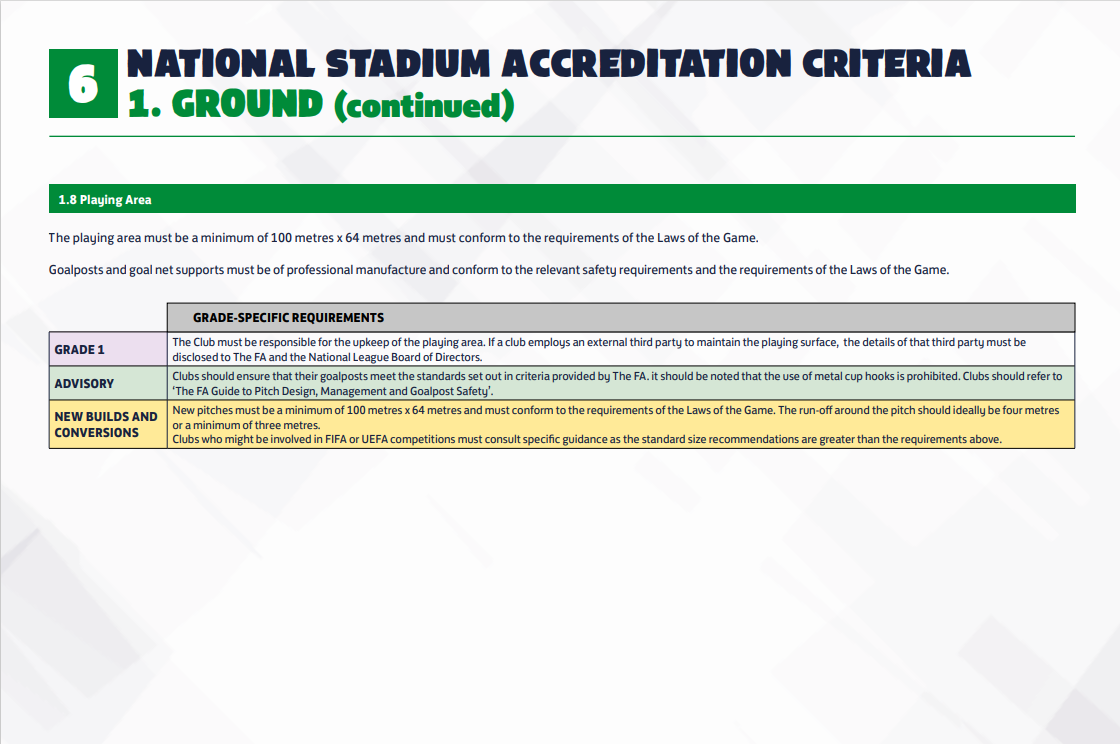 6
NATIONAL STADIUM ACCREDITATION CRITERIA
1. GROUND (continued)
1.8 Playing Area
The playing area must be a minimum of 100 metres x 64 metres and must conform to the requirements of the Laws of the Game.
Goalposts and goal net supports must be of professional manufacture and conform to the relevant safety requirements and the requirements of the Laws of the Game.
GRADE-SPECIFIC REQUIREMENTS
GRADE 1
The Club must be responsible for the upkeep of the playing area. If a club employs an external third party to maintain the playing surface, the details of that third party must be
disclosed to The FA and the National League Board of Directors.
ADVISORY
Clubs should ensure that their goalposts meet the standards set out in criteria provided by The FA. it should be noted that the use of metal cup hooks is prohibited. Clubs should refer to
‘The FA Guide to Pitch Design, Management and Goalpost Safety’.
NEW BUILDS AND
CONVERSIONS
New pitches must be a minimum of 100 metres x 64 metres and must conform to the requirements of the Laws of the Game. The run-off around the pitch should ideally be four metres
or a minimum of three metres.
Clubs who might be involved in FIFA or UEFA competitions must consult specific guidance as the standard size recommendations are greater than the requirements above.